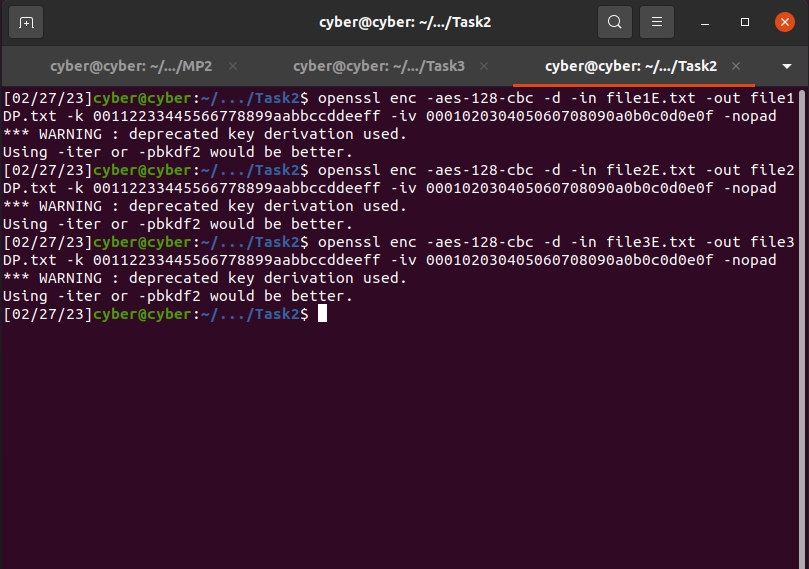 cyber@cyber: ~/.../Task2
cyber@cyber: ~/.../MP2 × cyber@cyber: ~/.../Task3 × cyber@cyber: ~/.../Task2 ×
[02/27/23]cyber@cyber:~/.../Task2$ openssl enc -aes-128-cbc -d -in file1E.txt -out file1
DP.txt -k 00112233445566778899aabbccddeeff -iv 000102030405060708090a0b0c0d0e0f -nopad
*** WARNING : deprecated key derivation used.
Using -iter or -pbkdf2 would be better.
[02/27/23]cyber@cyber:~/.../Task2$ openssl enc -aes-128-cbc -d -in file2E.txt -out file2
DP.txt -k 00112233445566778899aabbccddeeff -iv 000102030405060708090a0b0c0d0e0f -nopad
*** WARNING : deprecated key derivation used.
Using -iter or -pbkdf2 would be better.
[02/27/23]cyber@cyber:~/.../Task2$ openssl enc -aes-128-cbc -d -in file3E.txt -out file3
DP.txt -k 00112233445566778899aabbccddeeff -iv 000102030405060708090a0b0c0d0e0f -nopad
*** WARNING : deprecated key derivation used.
Using -iter or -pbkdf2 would be better.
[02/27/23]cyber@cyber:~/.../Task2$